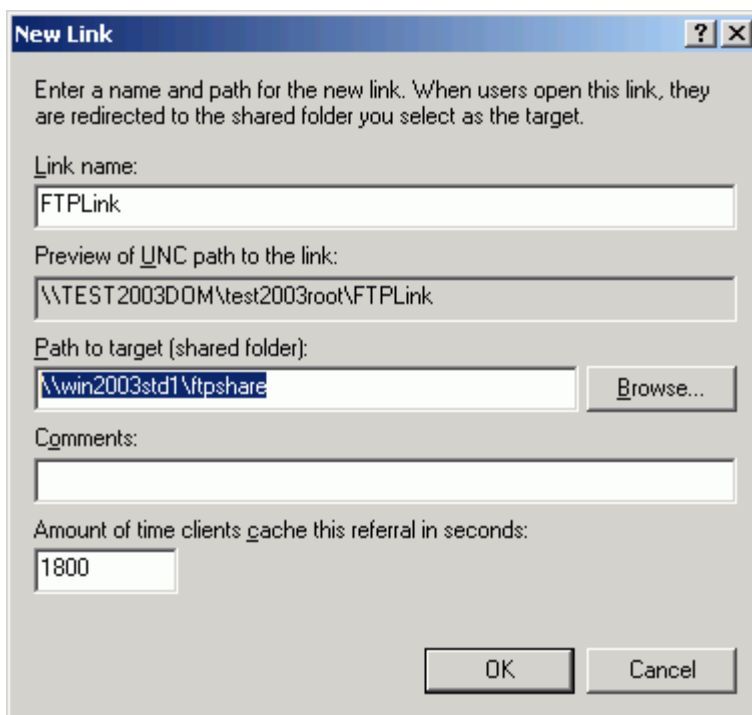 New Link
Enter a name and path for the new link. When users open this link, they
are redirected to the shared folder you select as the target.
Link name:
FTPLink
Preview of UNC path to the link:
\\TEST2003DOM\test2003root\FTPLink
Path to target (shared folder):
\\win2003std1\ftpshare
Browse...
Comments:
Amount of time clients cache this referral in seconds:
1800
OK
Cancel